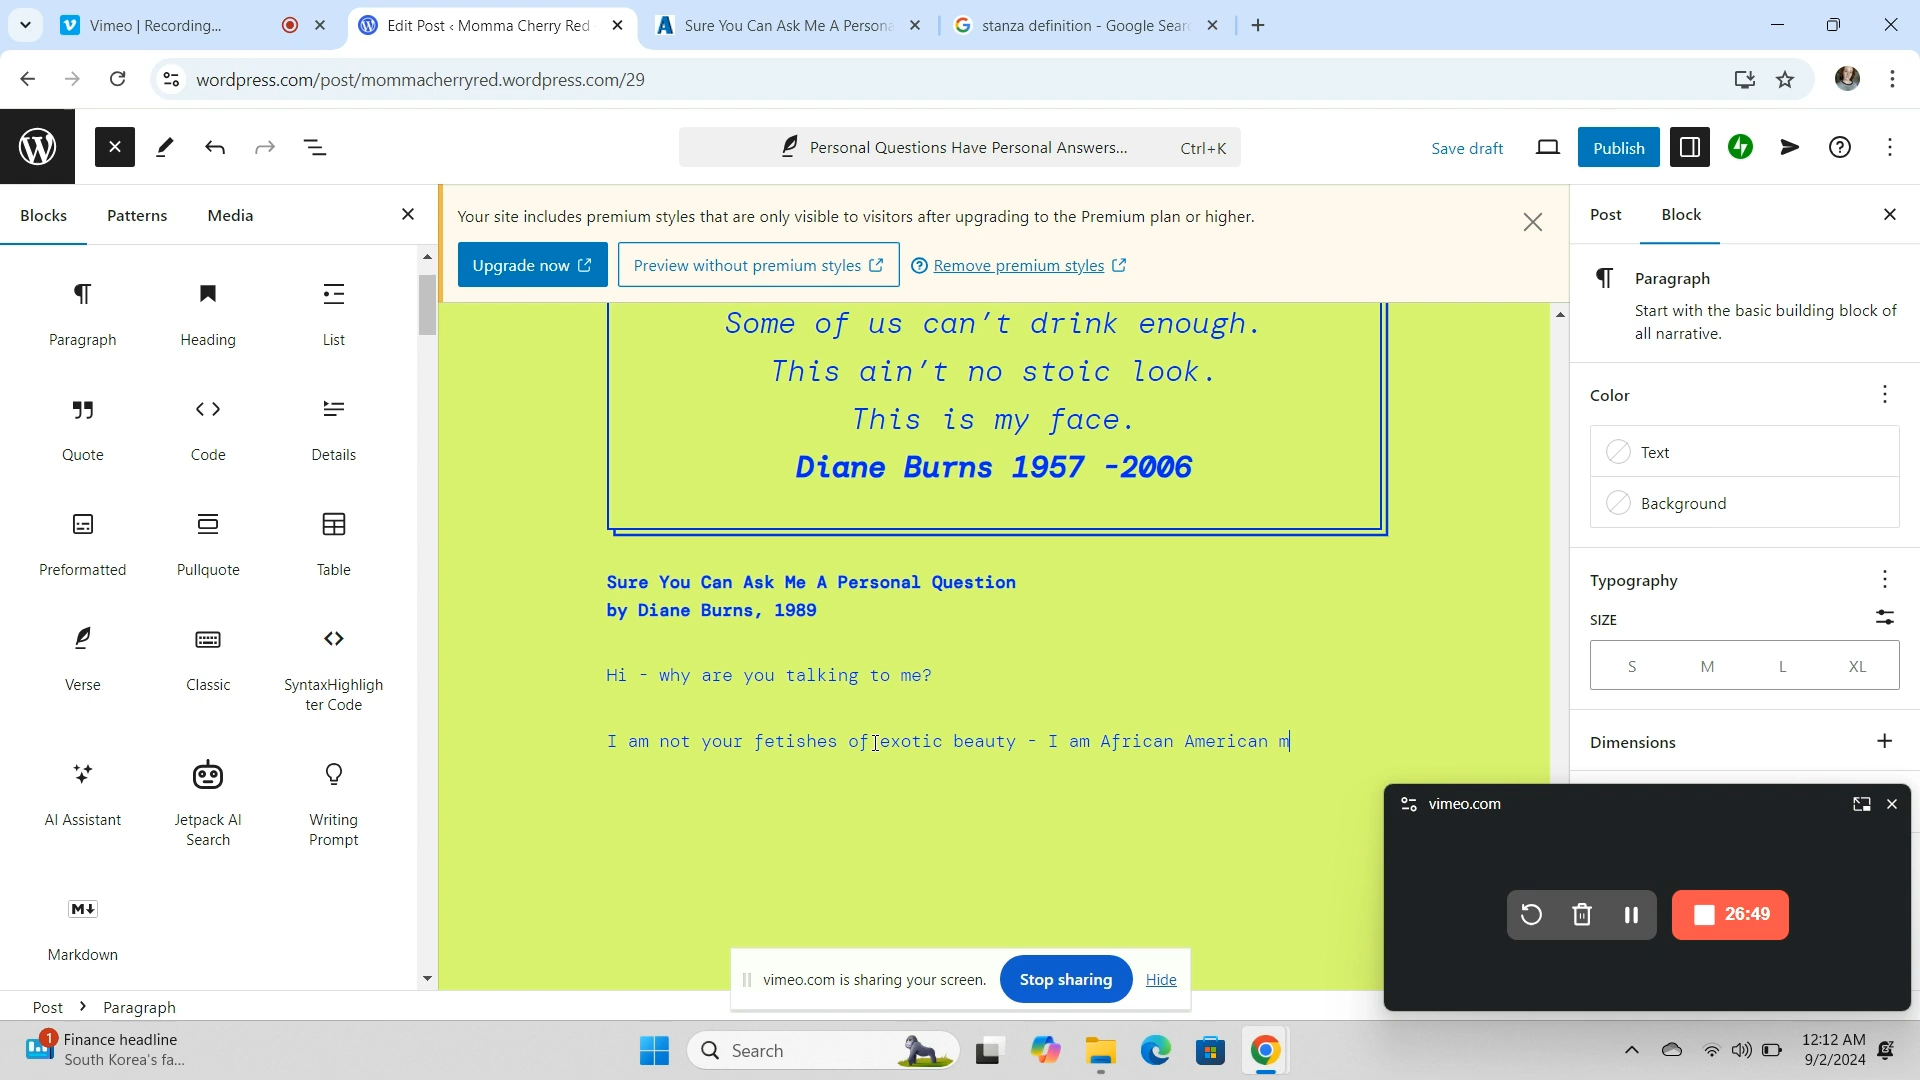 Vimeo | Recording...
Edit Post ‹ Momma Cherry Red
Sure You Can Ask Me A Persona
stanza definition - Google Sear
wordpress.com/post/mommacherryred.wordpress.com/29
Personal Questions Have Personal Answers... Ctrl+K
Save draft
Publish
Blocks
Patterns
Media
Your site includes premium styles that are only visible to visitors after upgrading to the Premium plan or higher.
Upgrade now
Preview without premium styles
Remove premium styles
Post
Block
Paragraph
Start with the basic building block of
all narrative.
Paragraph
Heading
List
Quote
Code
Details
Preformatted
Pullquote
Table
Verse
Classic
SyntaxHighligh
ter Code
AI Assistant
Jetpack AI
Search
Writing
Prompt
M
Markdown
Some of us can't drink enough.
This ain't no stoic look.
This is my face.
Diane Burns 1957 -2006
Sure You Can Ask Me A Personal Question
by Diane Burns, 1989
Hi - why are you talking to me?
I am not your fetishes of exotic beauty - I am African American m
Color
Text
Background
Typography
SIZE
S
M
L
XL
Dimensions
vimeo.com
26:49
vimeo.com is sharing your screen.
Stop sharing
Hide
Post
Paragraph
1
Finance headline
South Korea's fa...
Search
12:12 AM
9/2/2024